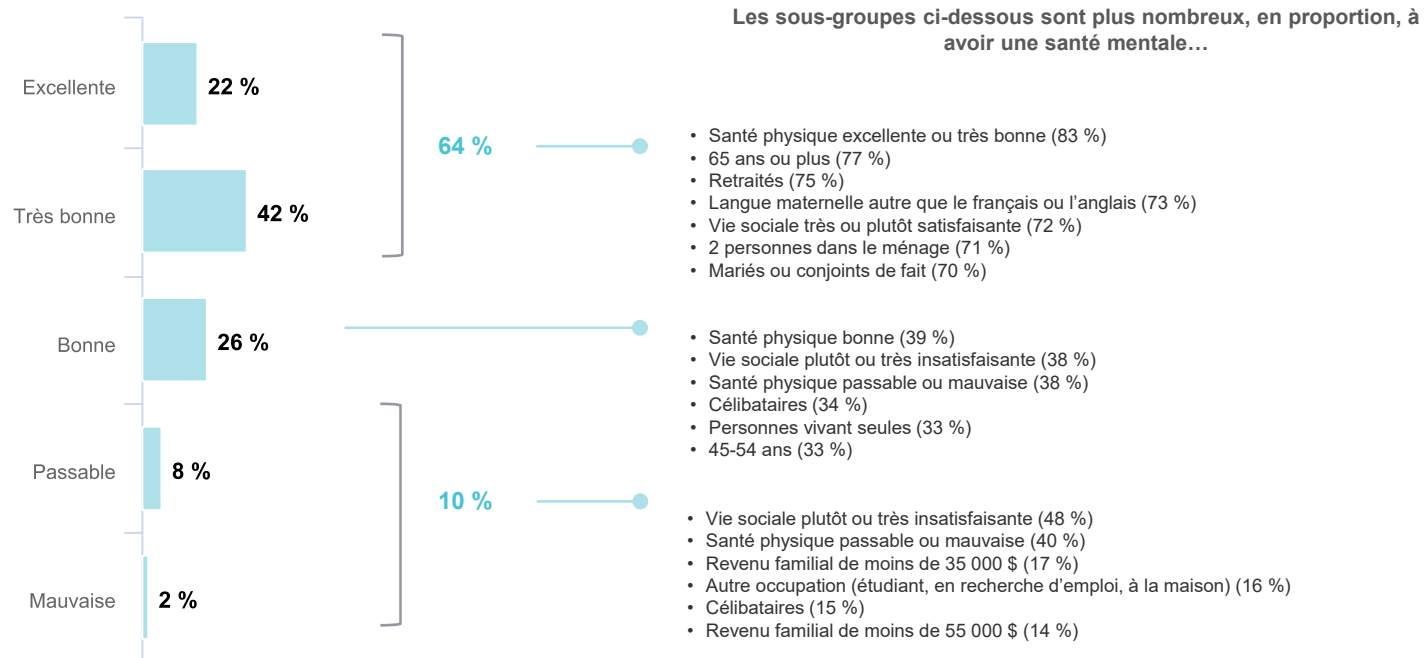 Les sous-groupes ci-dessous sont plus nombreux, en proportion, à
avoir une santé mentale…
Excellente
22 %
Très bonne
42 %
64 %
• Santé physique excellente ou très bonne (83 %)
• 65 ans ou plus (77 %)
• Retraités (75 %)
• Langue maternelle autre que le français ou l’anglais (73 %)
• Vie sociale très ou plutôt satisfaisante (72 %)
• 2 personnes dans le ménage (71 %)
• Mariés ou conjoints de fait (70 %)
Bonne
26 %
• Santé physique bonne (39 %)
• Vie sociale plutôt ou très insatisfaisante (38 %)
• Santé physique passable ou mauvaise (38 %)
• Célibataires (34 %)
• Personnes vivant seules (33 %)
• 45-54 ans (33 %)
Passable
8 %
Mauvaise
2 %
10 %
• Vie sociale plutôt ou très insatisfaisante (48 %)
• Santé physique passable ou mauvaise (40 %)
• Revenu familial de moins de 35 000 $ (17 %)
• Autre occupation (étudiant, en recherche d’emploi, à la maison) (16 %)
• Célibataires (15 %)
• Revenu familial de moins de 55 000 $ (14 %)